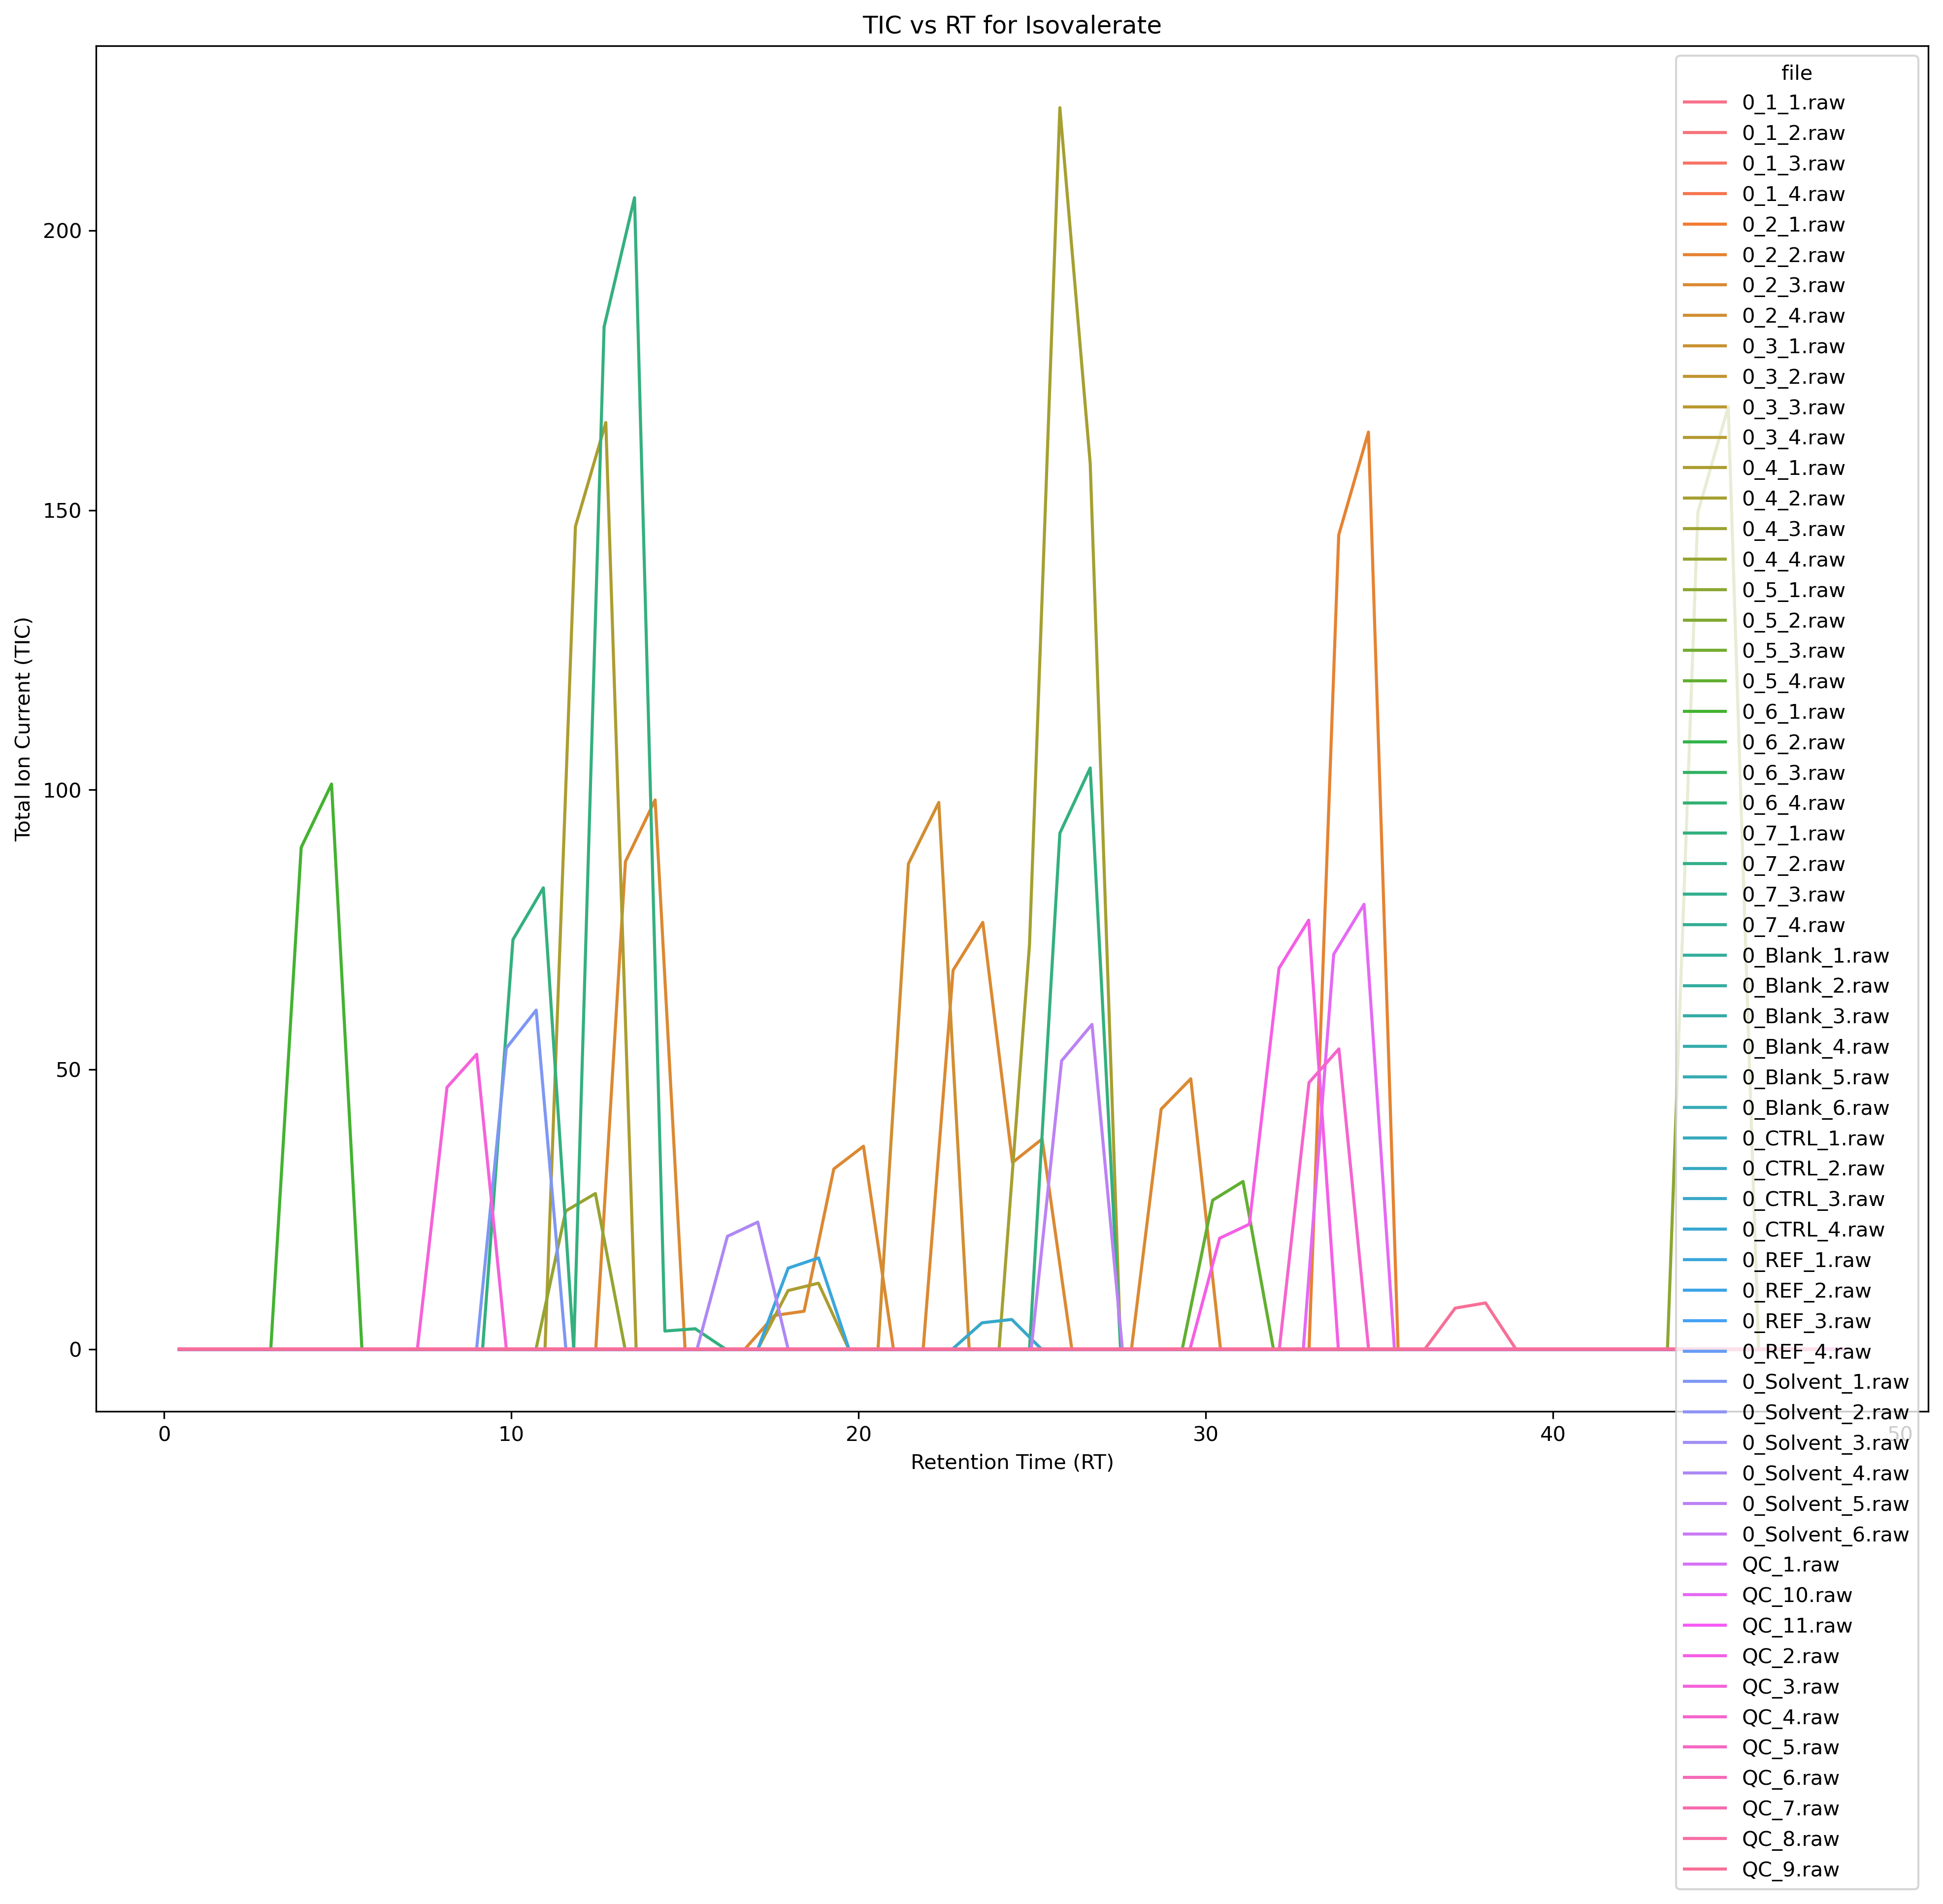 TIC vs RT for Isovalerate
Total Ion Current (TIC)
200
150
100
50
0
0
10
20
30
40
50
Retention Time (RT)
file
0_1_1.raw
0_1_2.raw
0_1_3.raw
0_1_4.raw
0_2_1.raw
0_2_2.raw
0_2_3.raw
0_2_4.raw
0_3_1.raw
0_3_2.raw
0_3_3.raw
0_3_4.raw
0_4_1.raw
0_4_2.raw
0_4_3.raw
0_4_4.raw
0_5_1.raw
0_5_2.raw
0_5_3.raw
0_5_4.raw
0_6_1.raw
0_6_2.raw
0_6_3.raw
0_6_4.raw
0_7_1.raw
0_7_2.raw
0_7_3.raw
0_7_4.raw
0_Blank_1.raw
0_Blank_2.raw
0_Blank_3.raw
0_Blank_4.raw
0_Blank_5.raw
0_Blank_6.raw
0_CTRL_1.raw
0_CTRL_2.raw
0_CTRL_3.raw
0_CTRL_4.raw
0_REF_1.raw
0_REF_2.raw
0_REF_3.raw
0_REF_4.raw
0_Solvent_1.raw
0_Solvent_2.raw
0_Solvent_3.raw
0_Solvent_4.raw
0_Solvent_5.raw
0_Solvent_6.raw
QC_1.raw
QC_10.raw
QC_11.raw
QC_2.raw
QC_3.raw
QC_4.raw
QC_5.raw
QC_6.raw
QC_7.raw
QC_8.raw
QC_9.raw